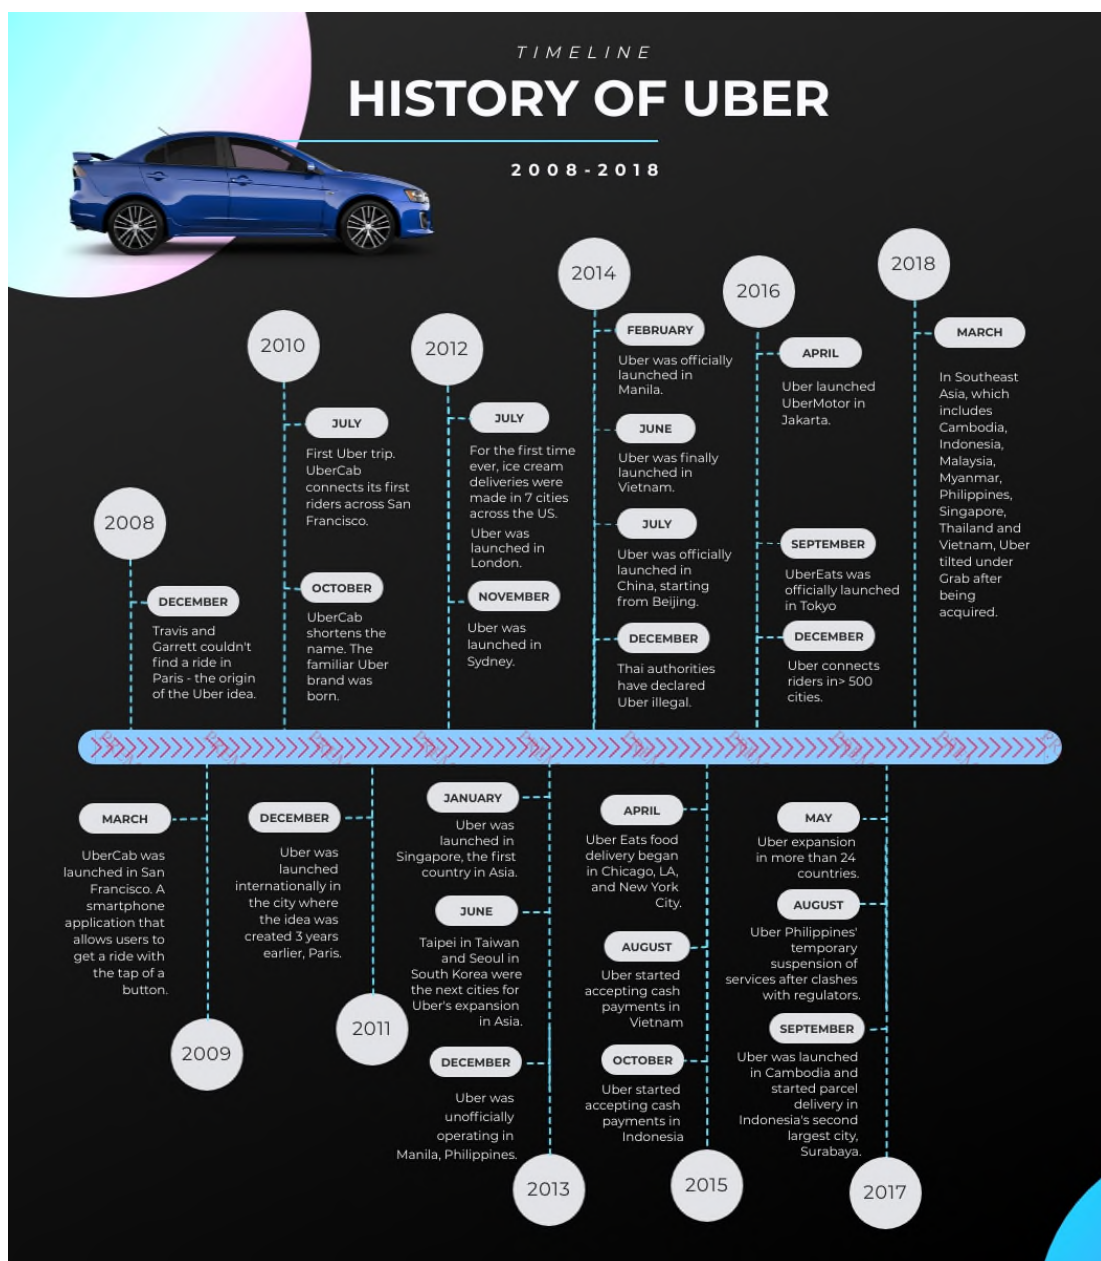 TIMELINE
HISTORY OF UBER
2008-2018
2008
DECEMBER
Travis and
Garrett couldn't
find a ride in
Paris - the origin
of the Uber idea.
2010
JULY
First Uber trip.
UberCab
connects its first
riders across San
Francisco.
OCTOBER
UberCab
shortens the
name. The
familiar Uber
brand was
born.
2012
JULY
For the first time
ever, ice cream
deliveries were
made in 7 cities
across the US.
Uber was
launched in
London.
NOVEMBER
Uber was
launched in
Sydney.
2014
FEBRUARY
Uber was officially
launched in
Manila.
JUNE
Uber was finally
launched in
Vietnam.
JULY
Uber was officially
launched in
China, starting
from Beijing.
DECEMBER
Thai authorities
have declared
Uber illegal.
2016
APRIL
Uber launched
UberMotor in
Jakarta.
SEPTEMBER
UberEats was
officially launched
in Tokyo
DECEMBER
Uber connects
riders in> 500
cities.
2018
MARCH
In Southeast
Asia, which
includes
Cambodia,
Indonesia,
Malaysia,
Myanmar,
Philippines,
Singapore,
Thailand and
Vietnam, Uber
tilted under
Grab after
being
acquired.
MARCH
UberCab was
launched in San
Francisco. A
smartphone
application that
allows users to
get a ride with
the tap of a
button.
2009
DECEMBER
Uber was
launched
internationally in
the city where
the idea was
created 3 years
earlier, Paris.
2011
JANUARY
Uber was
launched in
Singapore, the first
country in Asia.
JUNE
Taipei in Taiwan
and Seoul in
South Korea were
the next cities for
Uber's expansion
in Asia.
DECEMBER
Uber was
unofficially
operating in
Manila, Philippines.
2013
APRIL
Uber Eats food
delivery began
in Chicago, LA,
and New York
City.
AUGUST
Uber started
accepting cash
payments in
Vietnam
OCTOBER
Uber started
accepting cash
payments in
Indonesia
2015
MAY
Uber expansion
in more than 24
countries.
AUGUST
Uber Philippines'
temporary
suspension of
services after clashes
with regulators.
SEPTEMBER
Uber was launched
in Cambodia and
started parcel
delivery in
Indonesia's second
largest city,
Surabaya.
2017